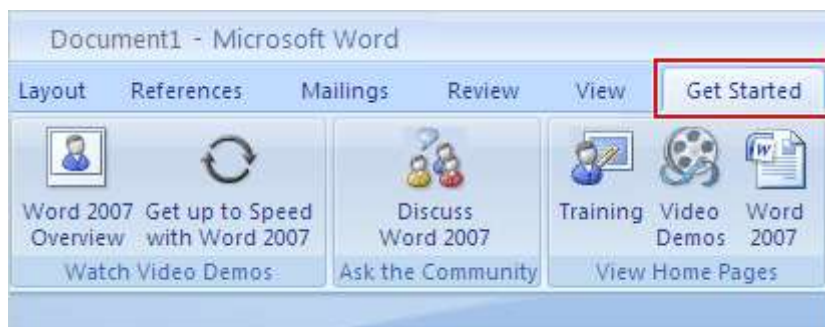 Document1 - Microsoft Word
Layout References Mailings Review View Get Started
Word 2007 Get up to Speed Discuss Training Video Word
Overview with Word 2007 Word 2007 Demos 2007
Watch Video Demos Ask the Community View Home Pages